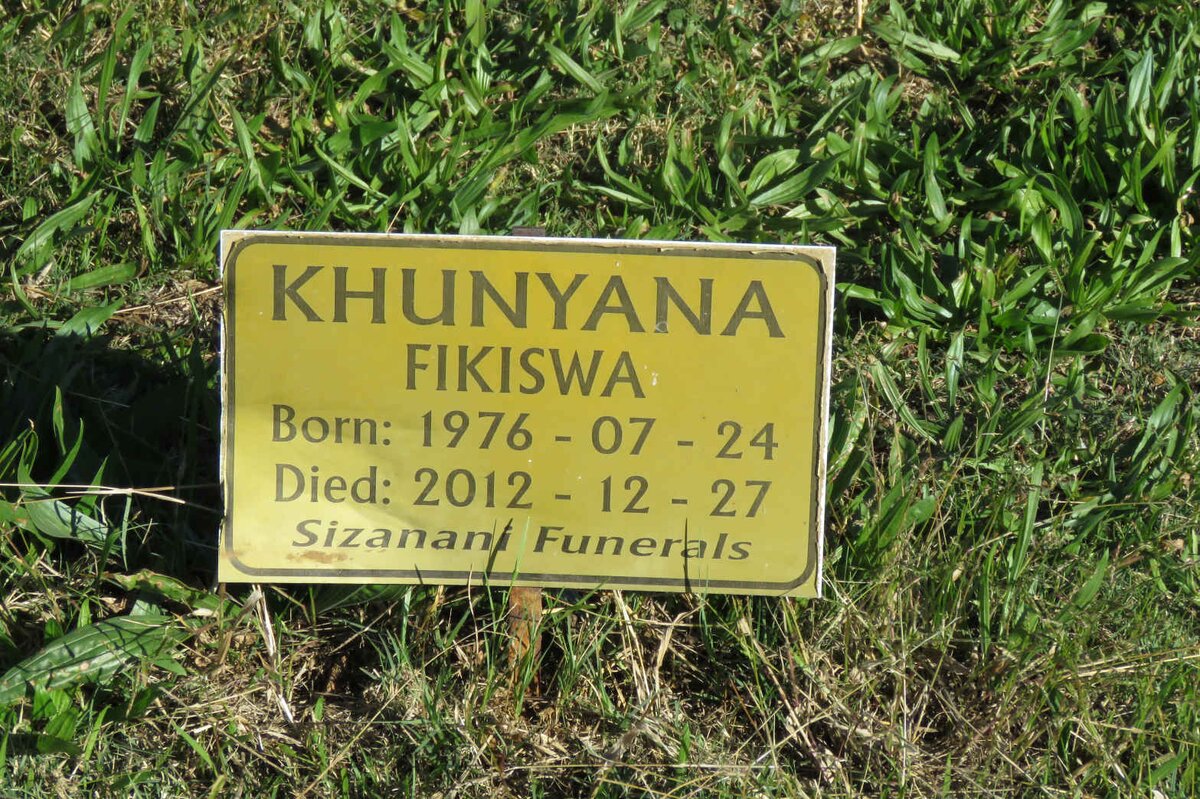 KHUNYANA
FIKISWA
Born: 1976 - 07 - 24
Died: 2012 - 12 - 27
Sizanani Funerals